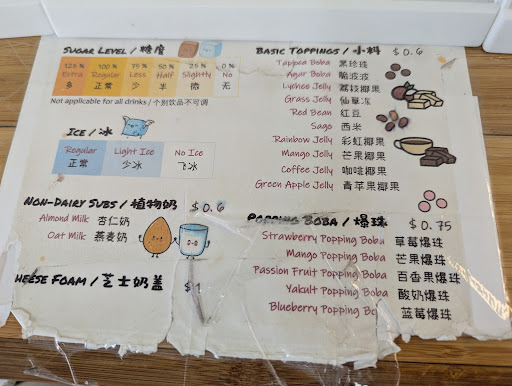 SUGAR LEVEL / 糖度
125 % 100 % 75 % 50 % 25 % 0 %
Extra Regular Less Half Slightly No
多 正常 少 半 微 无
Not applicable for all drinks / 个别饮品不可调
ICE / 冰
Regular Light Ice No Ice
正常 少冰 飞冰
NON-DAIRY SUBS / 植物奶 $ 0.6
Almond Milk 杏仁奶
Oat Milk 燕麦奶
HEESE FOAM / 芝士奶盖 $1
BASIC TOPPINGS / 小料 $ 0.6
Tapioca Boba 黑珍珠
Agar Boba 脆波波
Lychee Jelly 荔枝椰果
Grass Jelly 仙草冻
Red Bean 红豆
Sago 西米
Rainbow Jelly 彩虹椰果
Mango Jelly 芒果椰果
Coffee Jelly 咖啡椰果
Green Apple Jelly 青苹果椰果
POPPING BOBA / 爆珠 $ 0.75
Strawberry Popping Boba 草莓爆珠
Mango Popping Boba 芒果爆珠
Passion Fruit Popping Boba 百香果爆珠
Yakult Popping Boba 酸奶爆珠
Blueberry Popping Bo 蓝莓爆珠